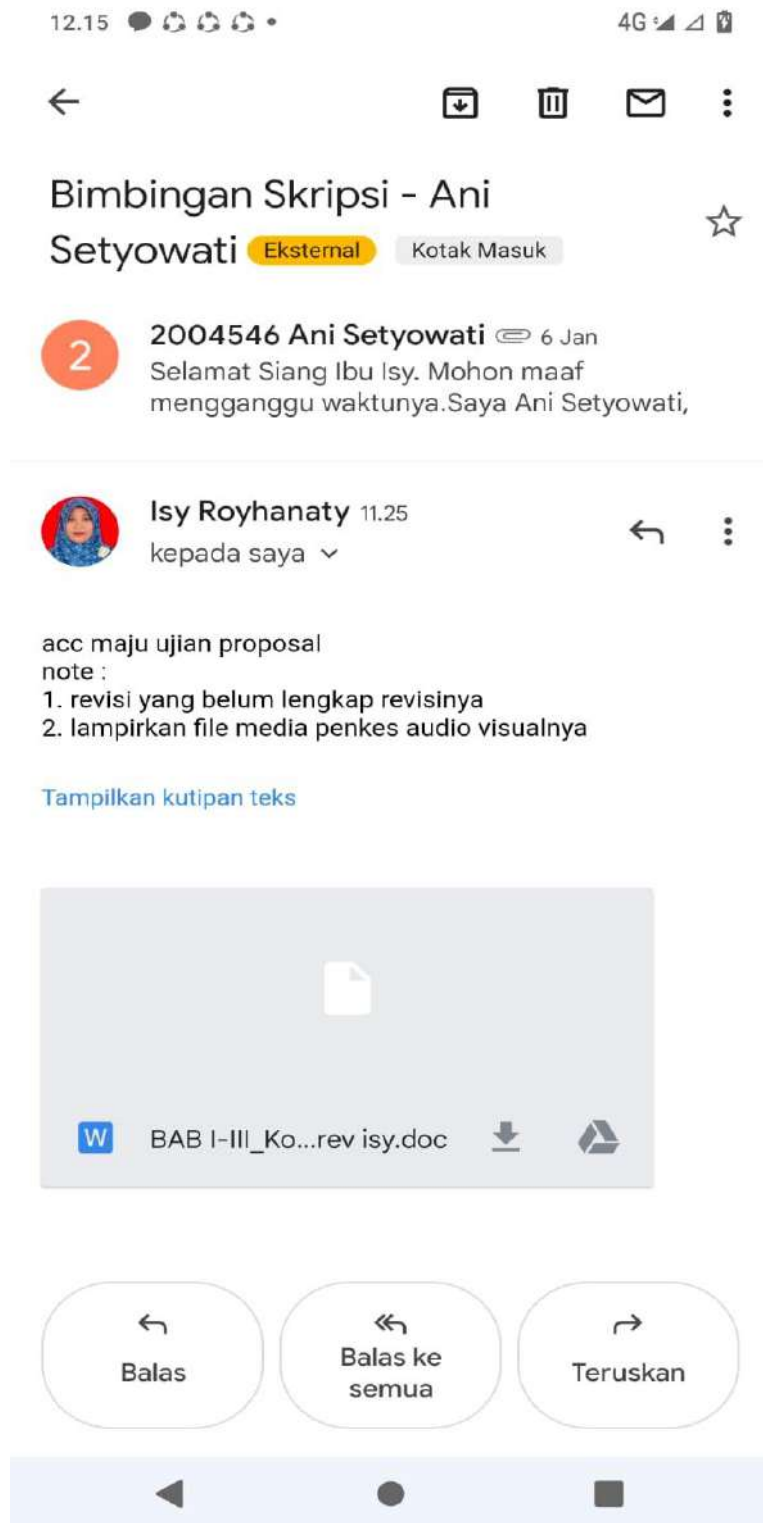 12.15
4G
Bimbingan Skripsi - Ani
Setyowati Eksternal Kotak Masuk
2
2004546 Ani Setyowati 6 Jan
Selamat Siang Ibu Isy. Mohon maaf
mengganggu waktunya.Saya Ani Setyowati,
Isy Royhanaty 11.25
kepada saya
acc maju ujian proposal
note :
1. revisi yang belum lengkap revisinya
2. lampirkan file media penkes audio visualnya
Tampilkan kutipan teks
W BAB I-III_Ko...rev isy.doc
Balas
Balas ke
semua
Teruskan